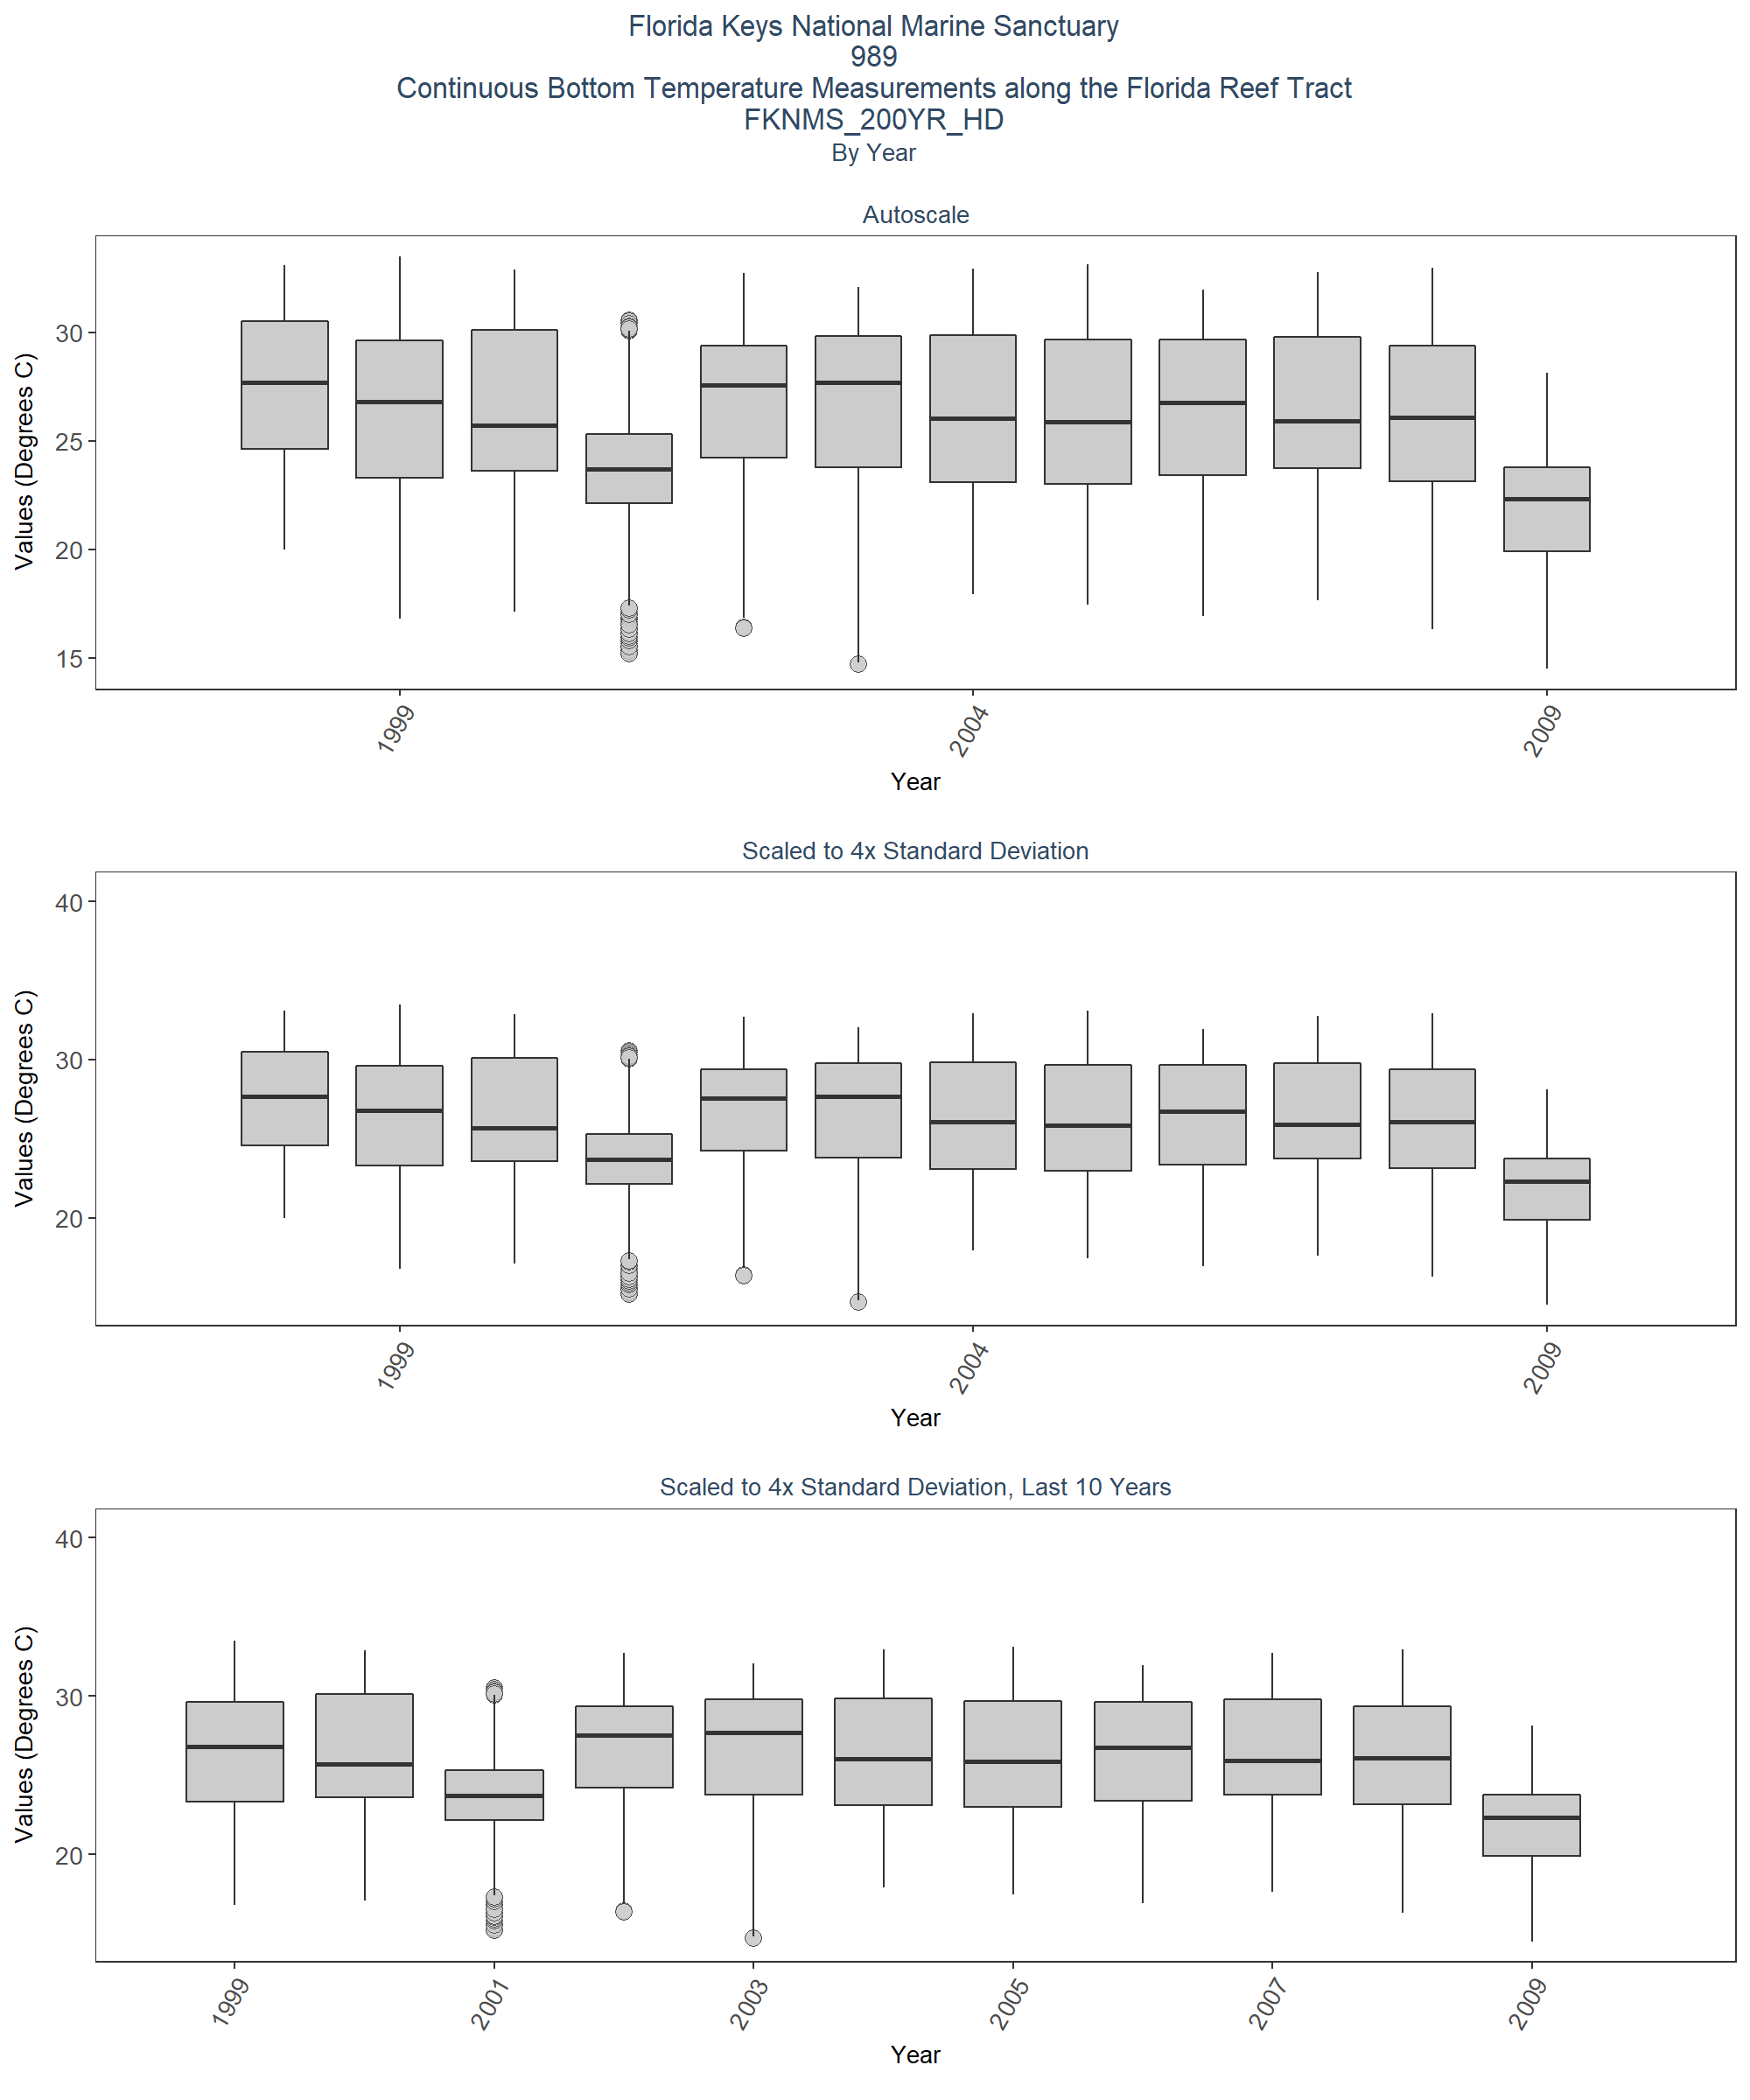 Florida Keys National Marine Sanctuary
989
Continuous Bottom Temperature Measurements along the Florida Reef Tract
FKNMS_200YR_HD
By Year
Autoscale
Values (Degrees C)
30
25
20
15
1999
2004
2009
Year
Scaled to 4x Standard Deviation
Values (Degrees C)
40
30
20
1999
2004
2009
Year
Scaled to 4x Standard Deviation, Last 10 Years
Values (Degrees C)
40
30
20
1999
2001
2003
2005
2007
2009
Year